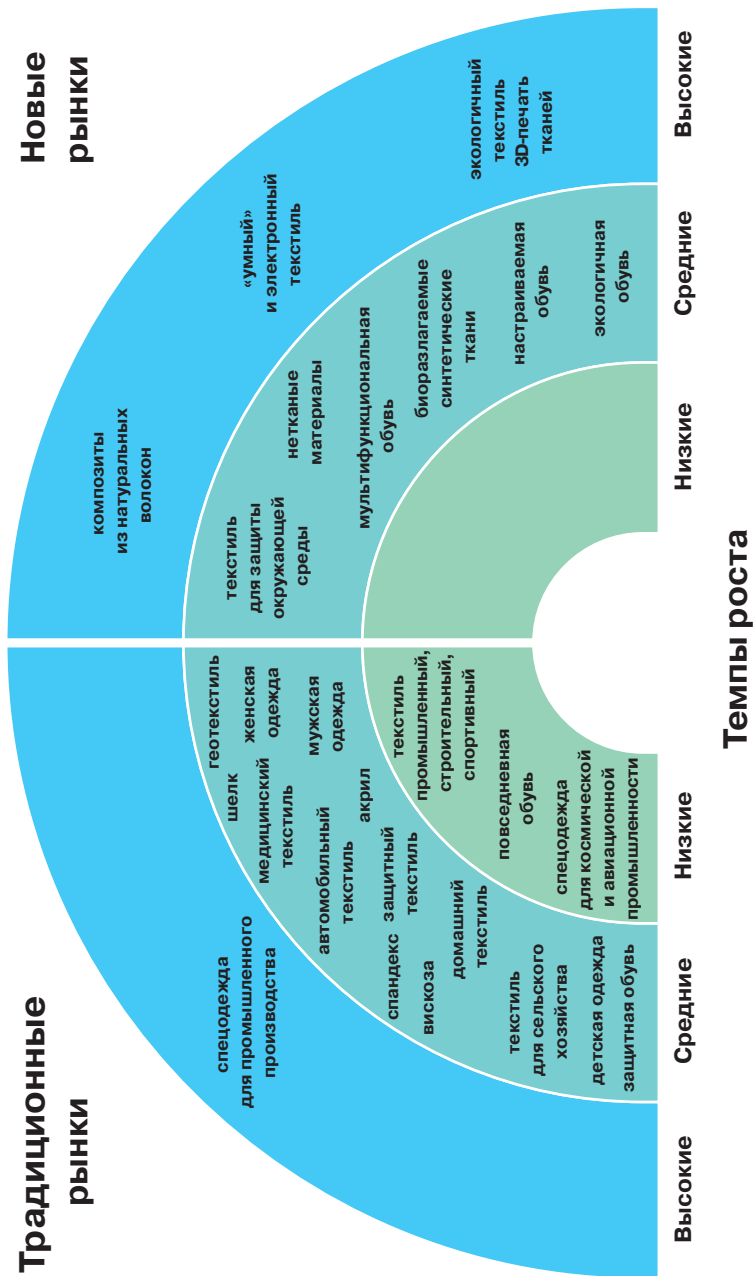 Традиционные
рынки
Новые
рынки
спецодежда
для промышленного
производства
геотекстиль
шелк
женская
одежда
медицинский
текстиль
мужская
одежда
автомобильный
текстиль
акрил
спандекс
защитный
текстиль
вискоза
домашний
текстиль
текстиль
для сельского
хозяйства
детская одежда
защитная обувь
текстиль
промышленный,
строительный,
спортивный
повседневная
обувь
спецодежда
для космической
и авиационной
промышленности
композиты
из натуральных
волокон
«умный»
и электронный
текстиль
экологичный
текстиль
3D-печать
тканей
текстиль
для защиты
окружающей
среды
нетканые
материалы
мультифункциональная
обувь
биоразлагаемые
синтетические
ткани
настраиваемая
обувь
экологичная
обувь
Высокие
Средние
Низкие
Низкие
Средние
Высокие
Темпы роста